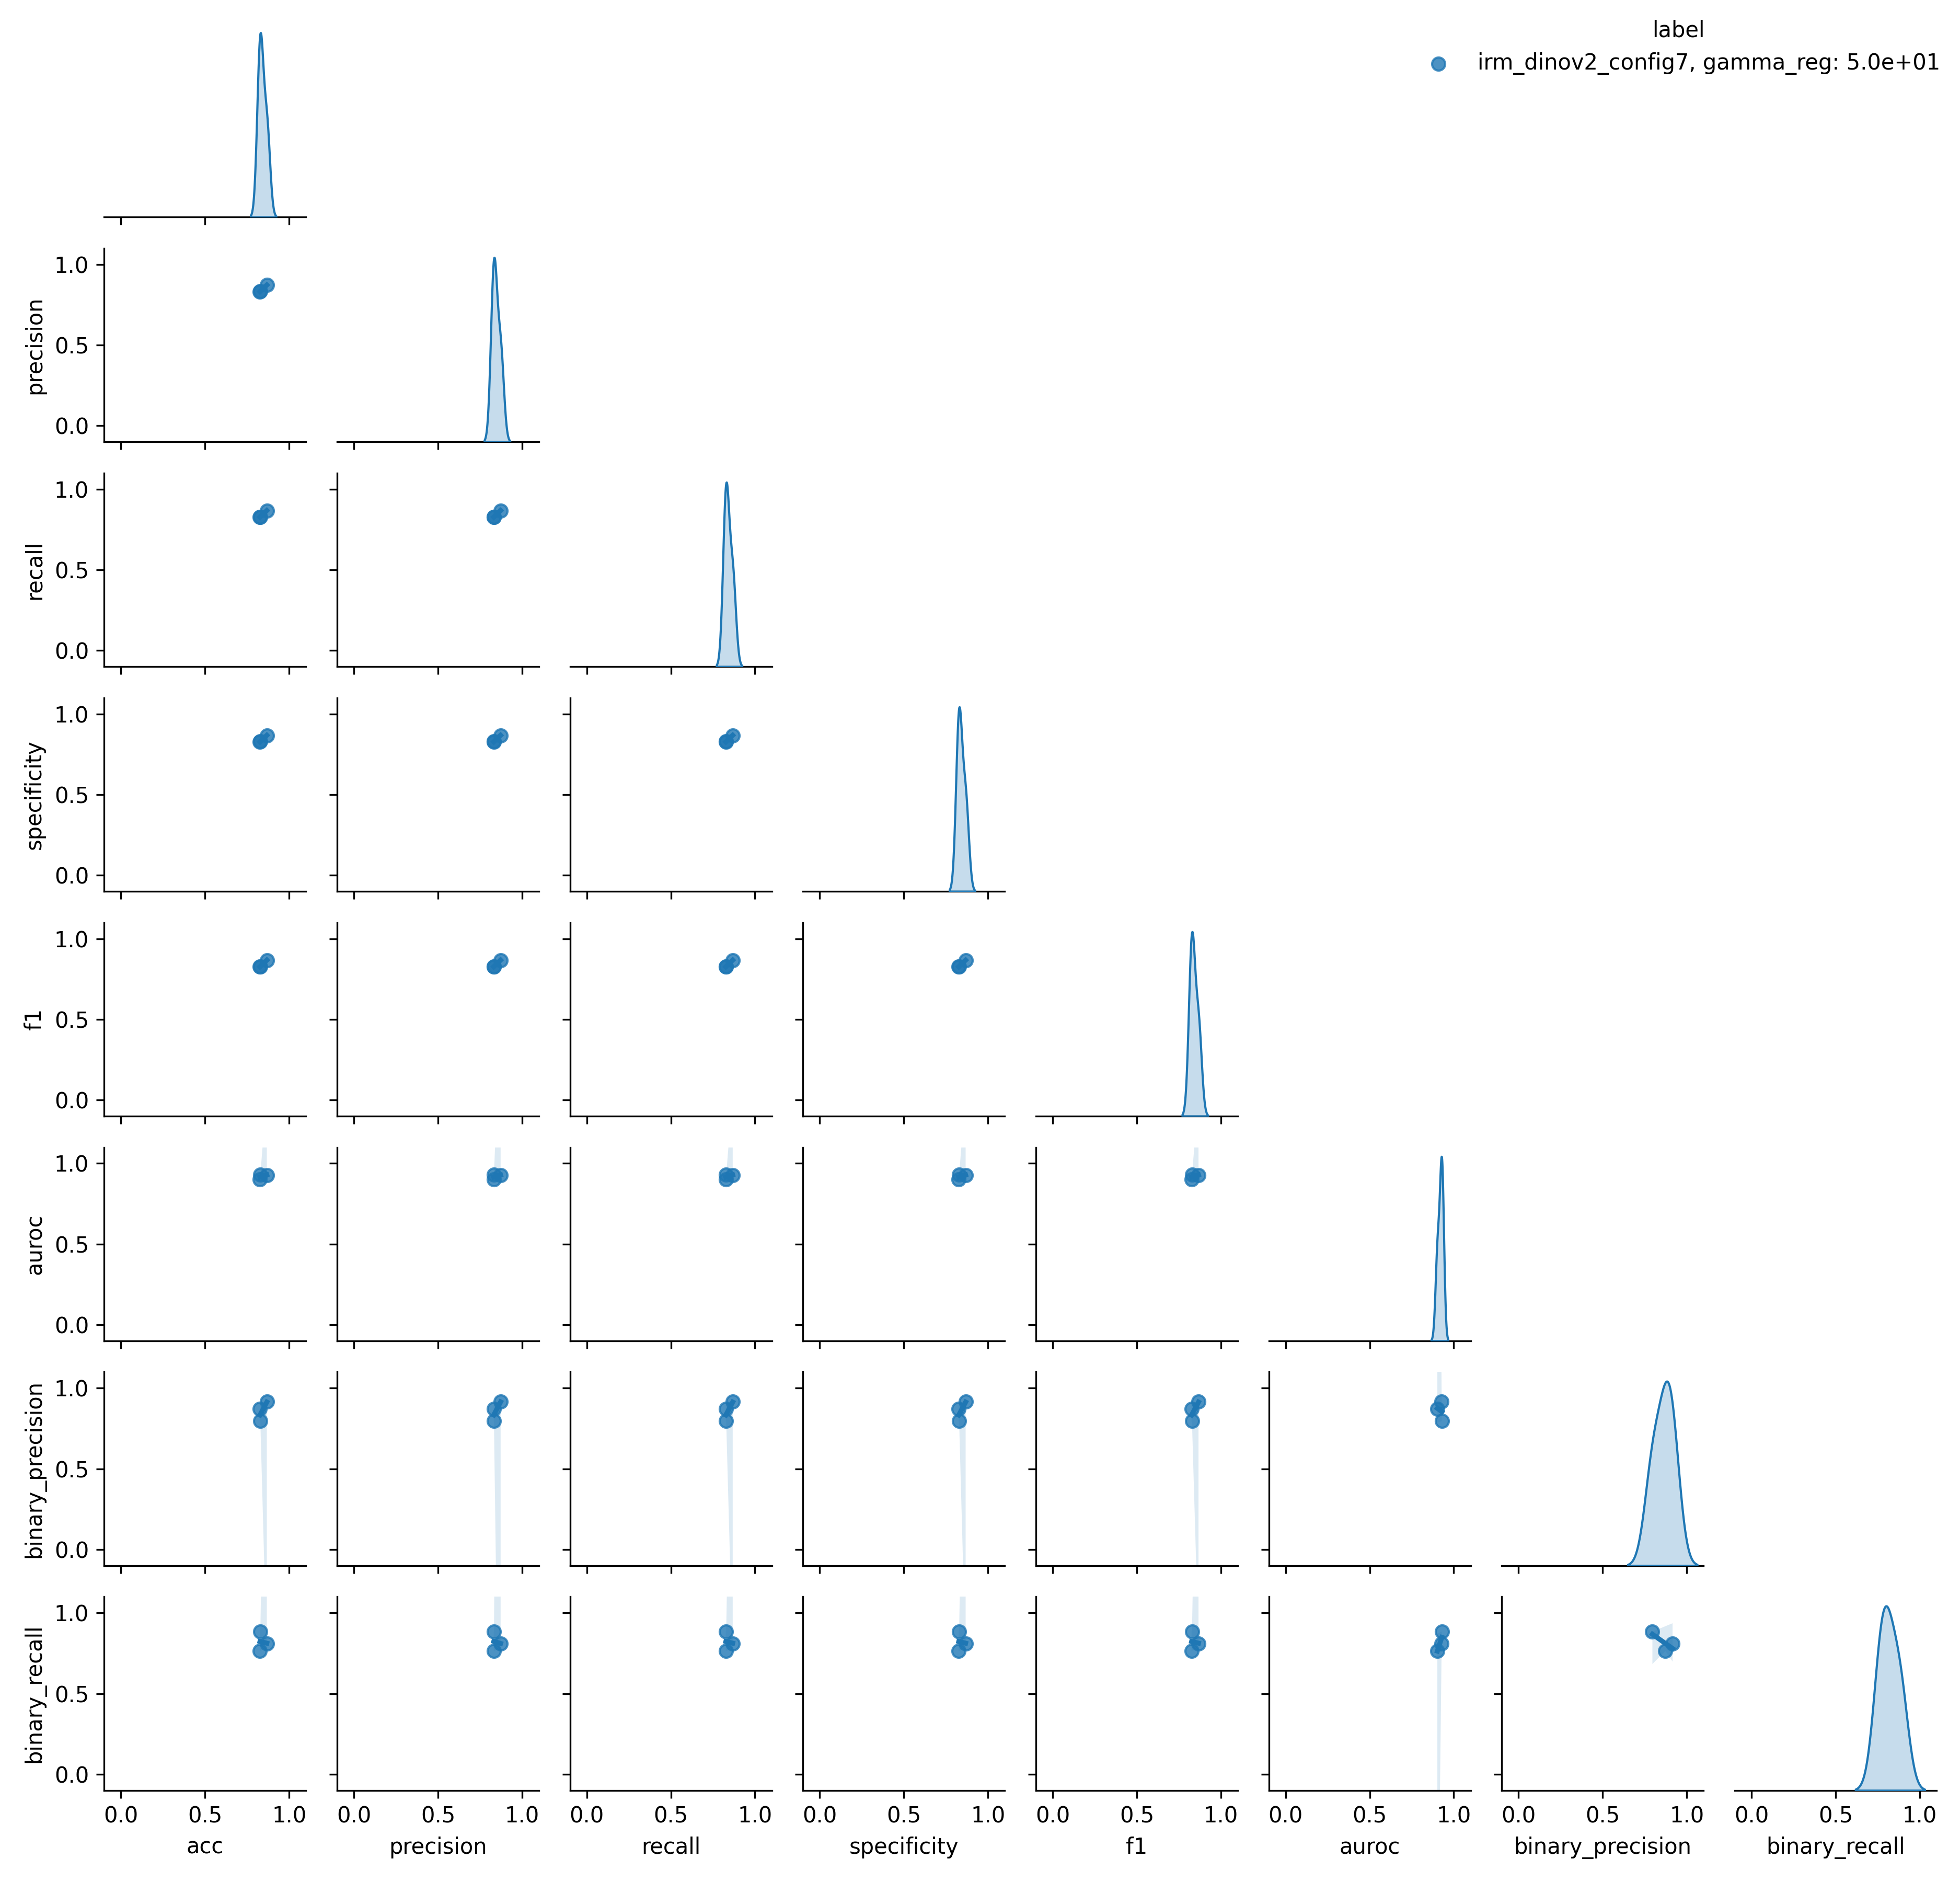 label
irm_dinov2_config7, gamma_reg: 5.0e+01
1.0
precision
0.5
0.0
1.0
recall
0.5
0.0
1.0
specificity
0.5
0.0
1.0
f1
0.5
0.0
1.0
auroc
0.5
0.0
1.0
binary_precision
0.5
0.0
1.0
binary_recall
0.5
0.0
0.0 0.5 1.0 0.0 0.5 1.0 0.0 0.5 1.0 0.0 0.5 1.0 0.0 0.5 1.0 0.0 0.5 1.0 0.0 0.5 1.0 0.0 0.5 1.0
acc precision recall specificity f1 auroc binary_precision binary_recall